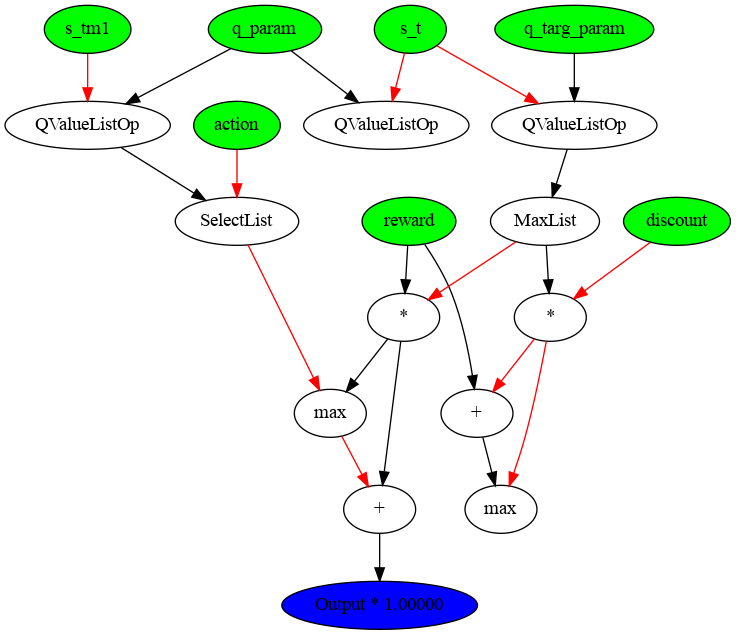 s_tm1
q_param
s_t
q_targ_param
QValueListOp
action
QValueListOp
QValueListOp
SelectList
reward
MaxList
discount
*
*
max
+
+
max
Output * 1.00000